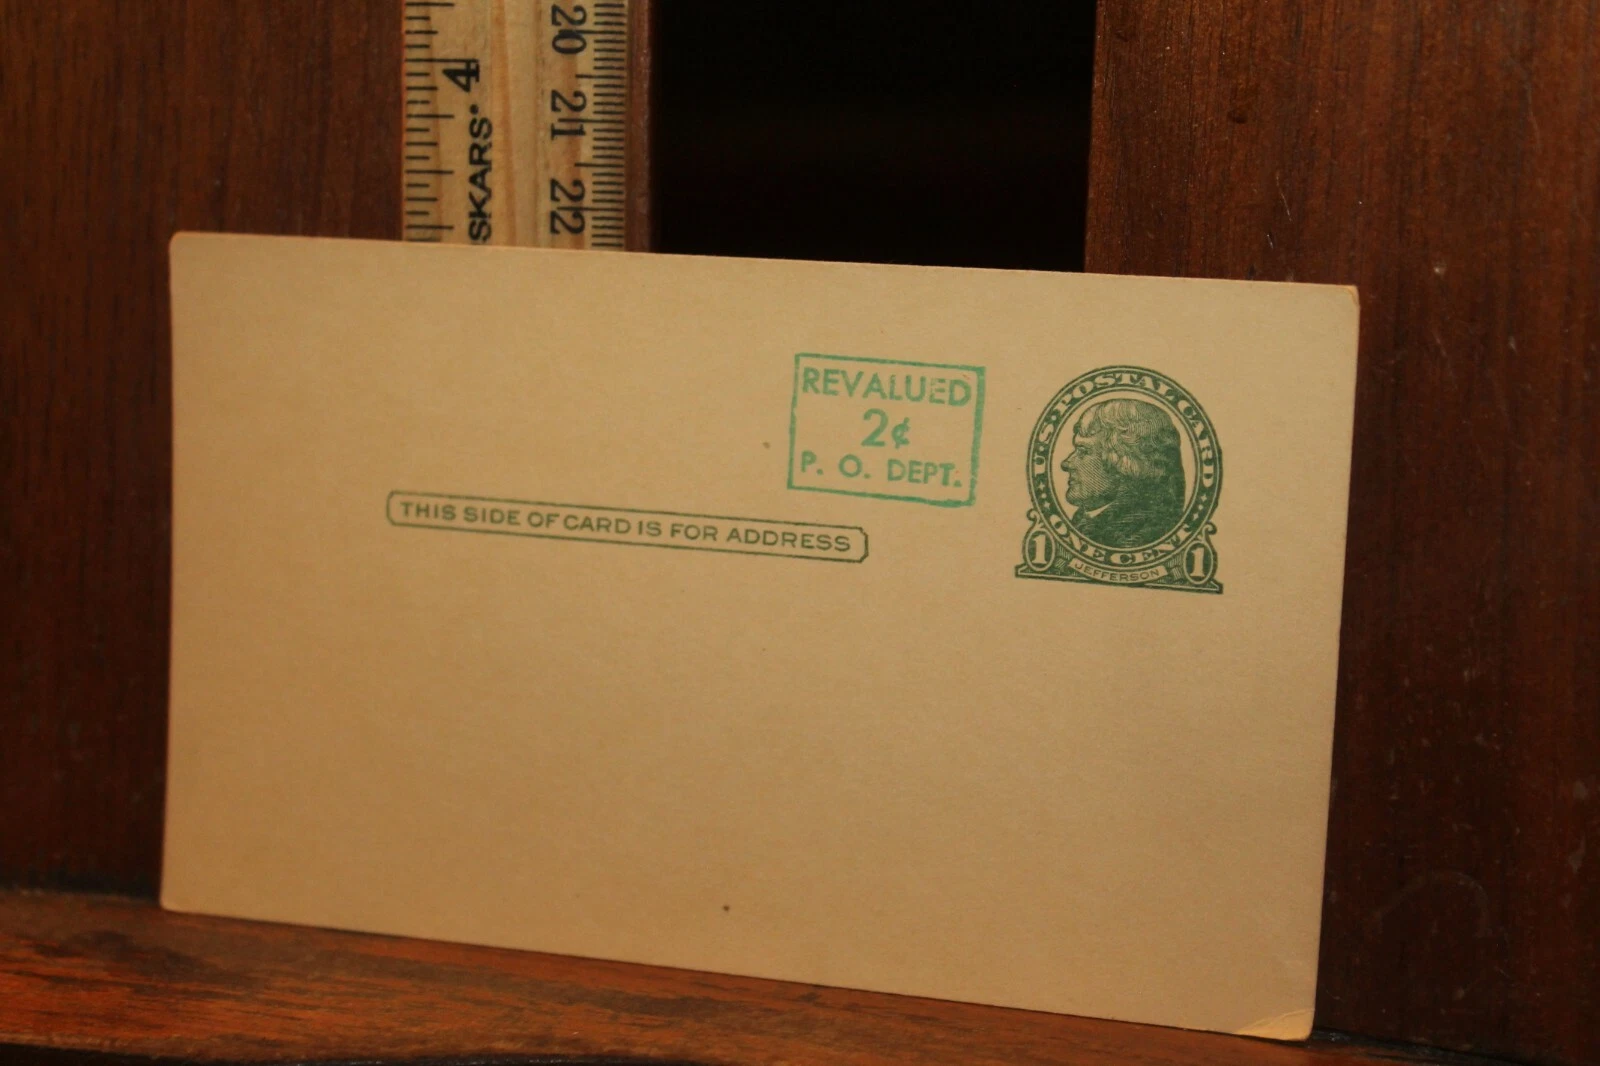 4
SKARS
20
21
22
REVALUED
2¢
P. O. DEPT.
THIS SIDE OF CARD IS FOR ADDRESS
U.S. POSTAL CARD
ONE CENT
1 JEFFERSON 1